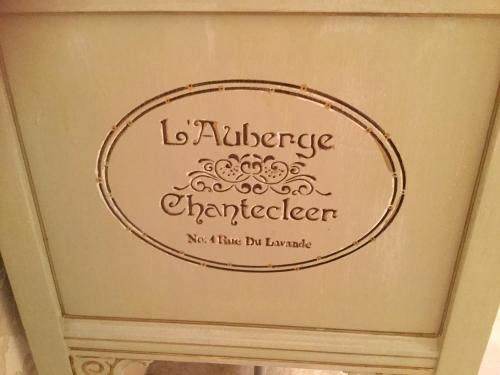 L'Auberge
Chantecleer
No: 4 Rue Du Lavande